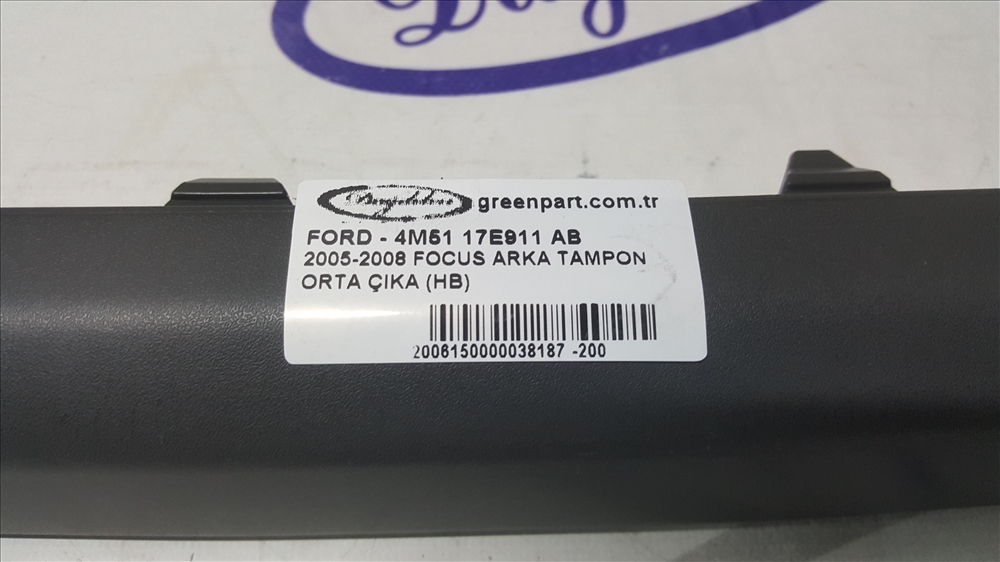 greenpart.com.tr
FORD - 4M51 17E911 AB
2005-2008 FOCUS ARKA TAMPON
ORTA ÇIKA (HB)
2006150000038187 -200